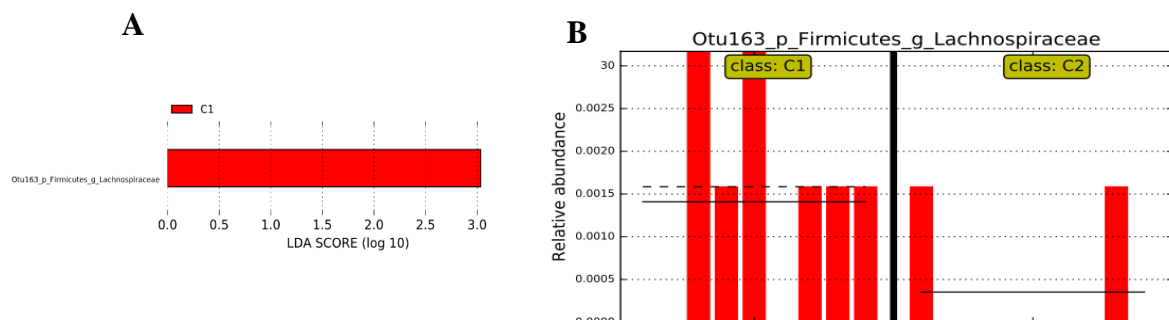 A
C1
Otu163_p_Firmicutes_g_Lachnospiraceae
0.0 0.5 1.0 1.5 2.0 2.5 3.0
LDA SCORE (log 10)
B
Otu163_p_Firmicutes_g_Lachnospiraceae
class: C1
class: C2
30
0.0025
0.0020
0.0015
0.0010
0.0005
0.0000
Relative abundance